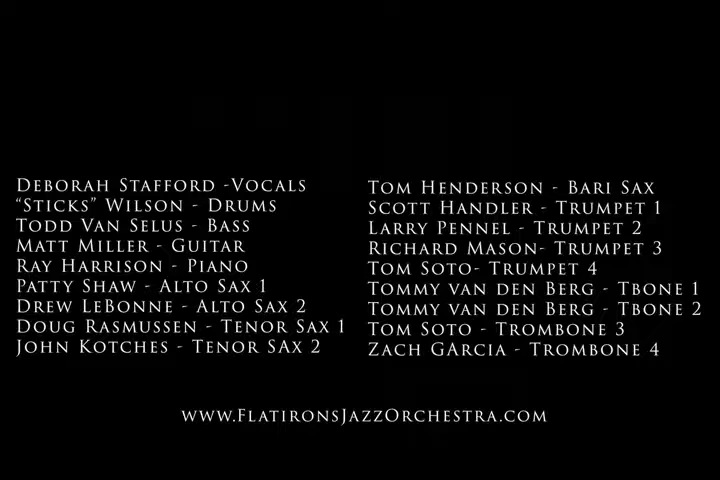 Deborah Stafford -Vocals
“Sticks” Wilson - Drums
Todd Van Selus - Bass
Matt Miller - Guitar
Ray Harrison - Piano
Patty Shaw - Alto Sax 1
Drew LeBonne - Alto Sax 2
Doug Rasmussen - Tenor Sax 1
John Kotches - Tenor SAx 2
Tom Henderson - Bari Sax
Scott Handler - Trumpet 1
Larry Pennel - Trumpet 2
Richard Mason- Trumpet 3
Tom Soto- Trumpet 4
Tommy van den Berg - Tbone 1
Tommy van den Berg - Tbone 2
Tom Soto - Trombone 3
Zach GArcia - Trombone 4
www.FlatironsJazzOrchestra.com